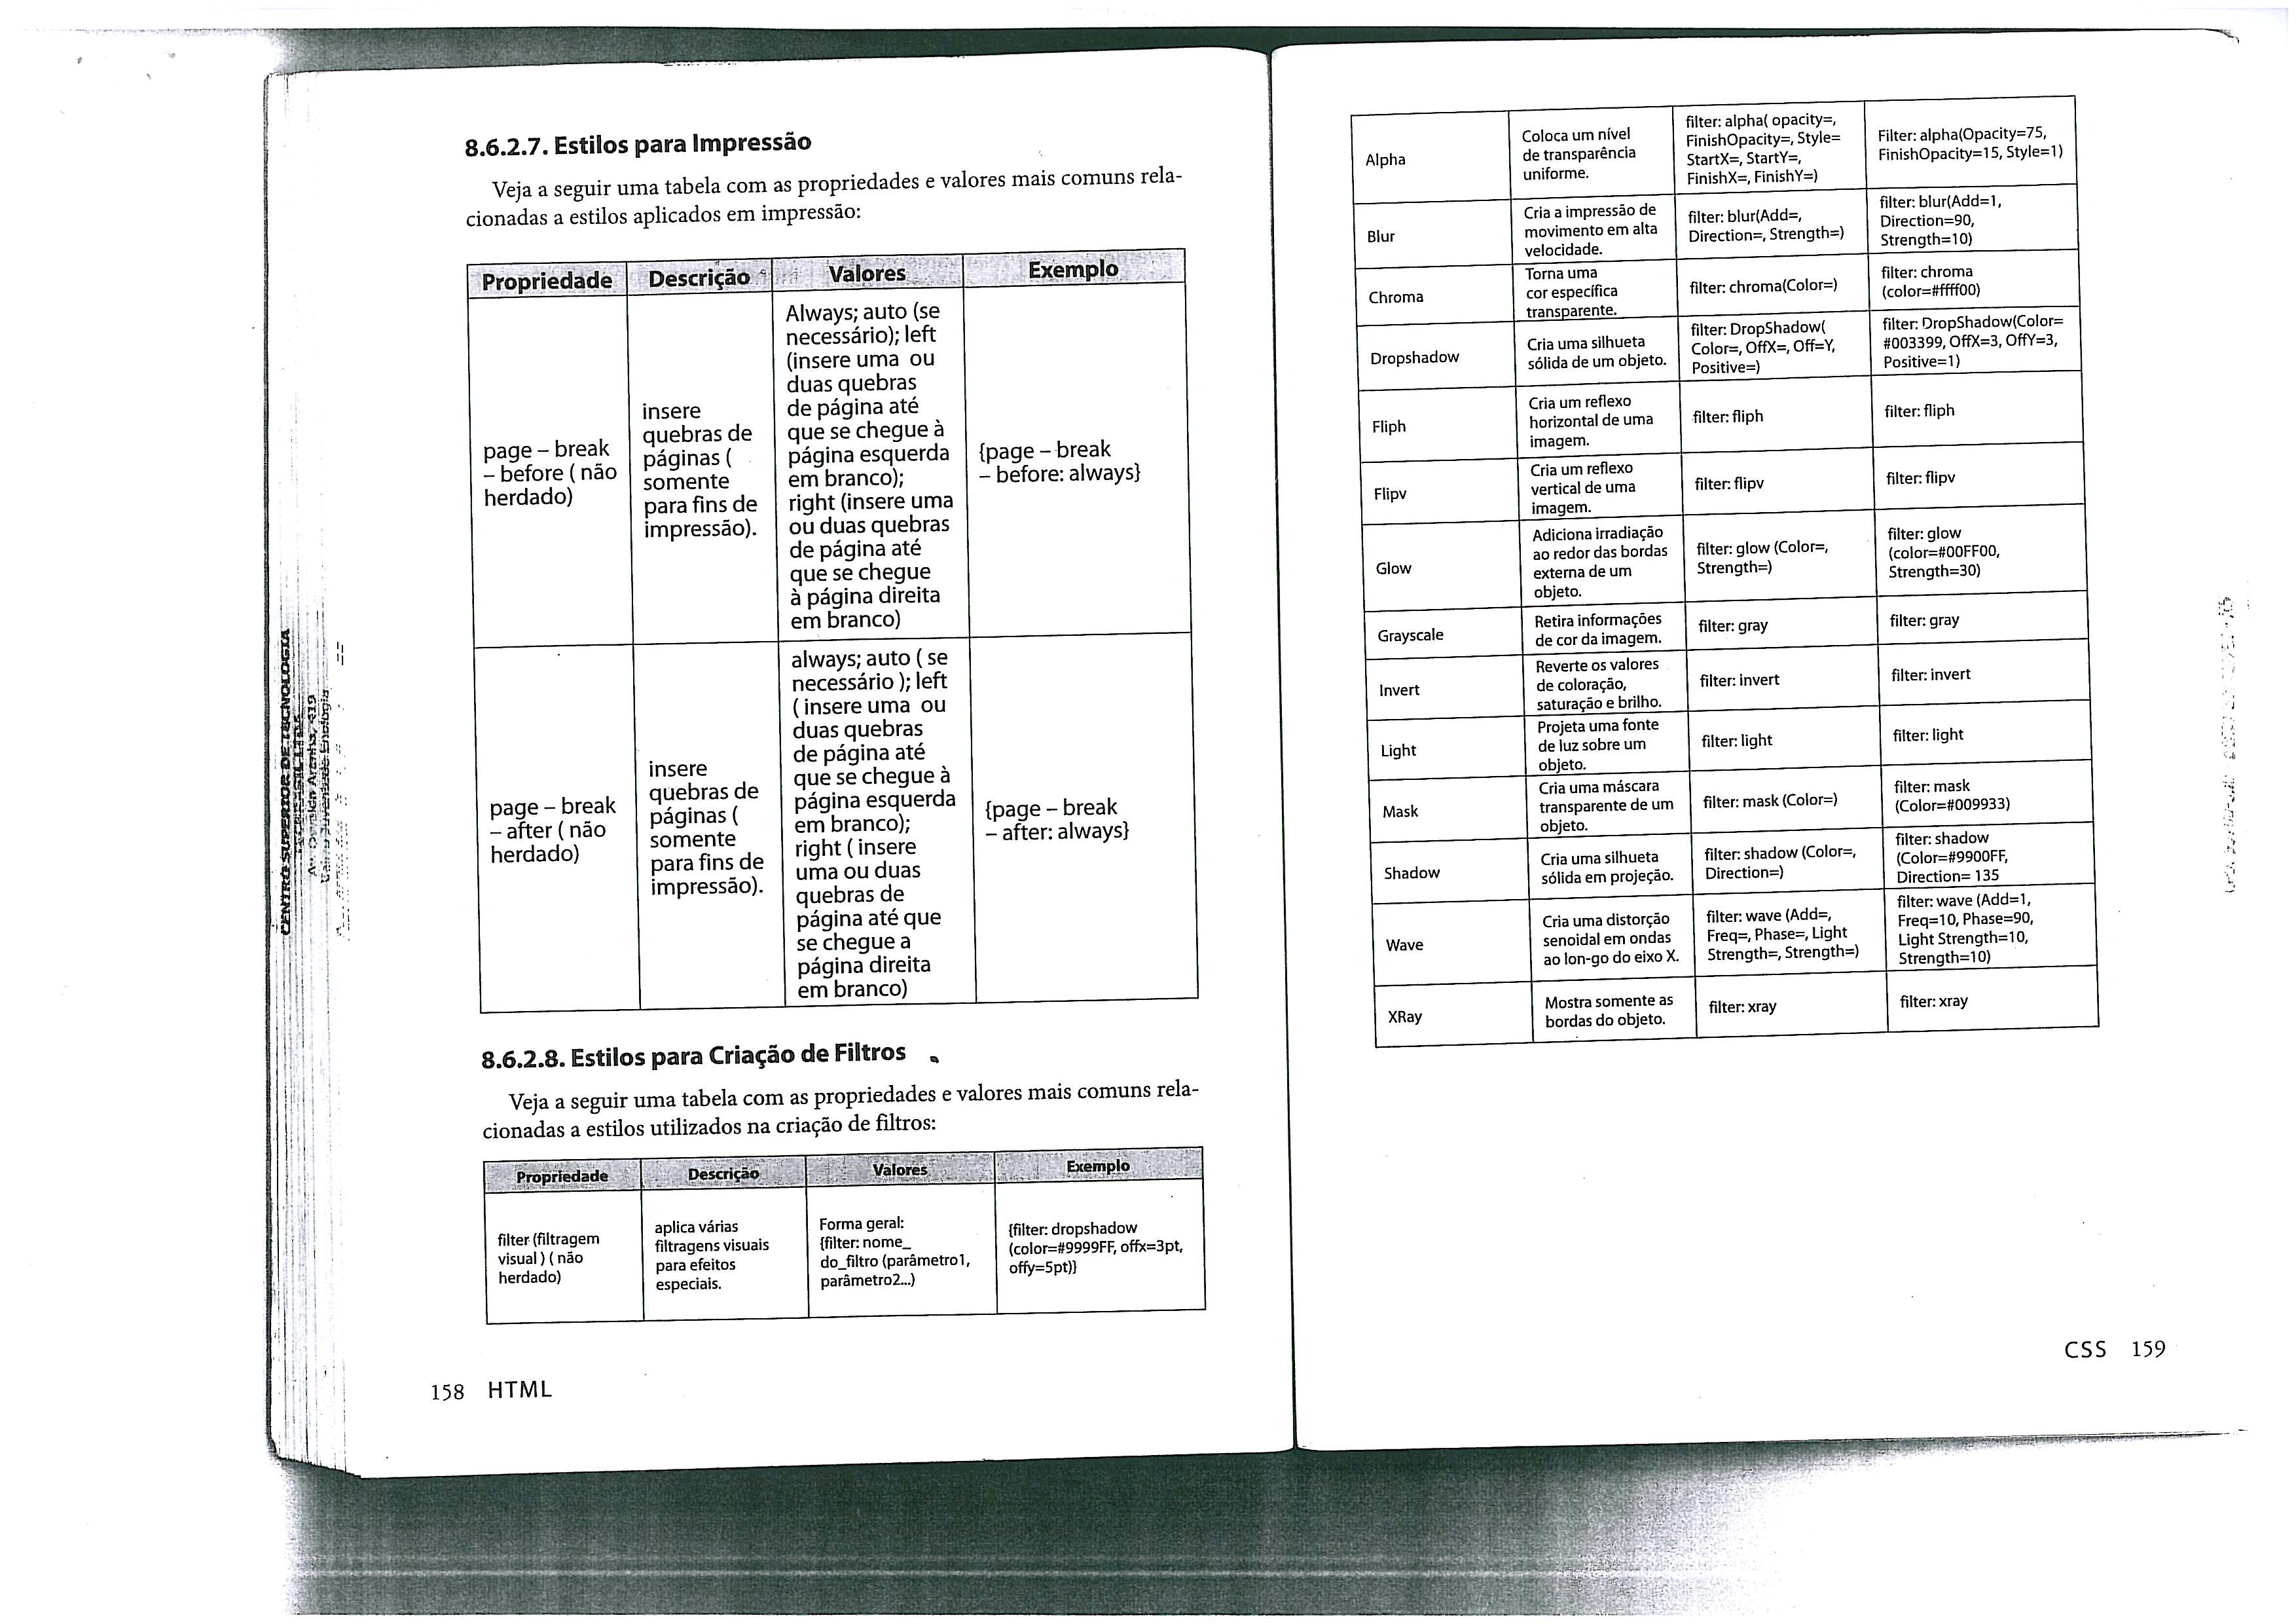 8.6.2.7. Estilos para Impressão
Veja a seguir uma tabela com as propriedades e valores mais comuns rela-
cionadas a estilos aplicados em impressão:
Propriedade Descrição Valores Exemplo
page – break
– before ( não
herdado)
insere
quebras de
páginas (
somente
para fins de
impressão).
Always; auto (se
necessário); left
(insere uma ou
duas quebras
de página até
que se chegue à
página esquerda
em branco);
right (insere uma
ou duas quebras
de página até
que se chegue
à página direita
em branco)
{page – break
– before: always}
page – break
– after ( não
herdado)
insere
quebras de
páginas (
somente
para fins de
impressão).
always; auto ( se
necessário ); left
( insere uma ou
duas quebras
de página até
que se chegue à
página esquerda
em branco);
right ( insere
uma ou duas
quebras de
página até que
se chegue a
página direita
em branco)
{page – break
– after: always}
8.6.2.8. Estilos para Criação de Filtros
Veja a seguir uma tabela com as propriedades e valores mais comuns rela-
cionadas a estilos utilizados na criação de filtros:
Propriedade Descrição Valores Exemplo
filter (filtragem
visual ) ( não
herdado)
aplica várias
filtragens visuais
para efeitos
especiais.
Forma geral:
{filter: nome_
do_filtro (parâmetro1,
parâmetro2...)
{filter: dropshadow
(color=#9999FF, offx=3pt,
offy=5pt)}
158 HTML
CENTRO SUPERIOR DE TECNOLOGIA
Alpha
Coloca um nível
de transparência
uniforme.
filter: alpha( opacity=,
FinishOpacity=, Style=
StartX=, StartY=,
FinishX=, FinishY=)
Filter: alpha(Opacity=75,
FinishOpacity=15, Style=1)
Blur
Cria a impressão de
movimento em alta
velocidade.
filter: blur(Add=,
Direction=, Strength=)
filter: blur(Add=1,
Direction=90,
Strength=10)
Chroma
Torna uma
cor específica
transparente.
filter: chroma(Color=)
filter: chroma
(color=#ffff00)
Dropshadow
Cria uma silhueta
sólida de um objeto.
filter: DropShadow(
Color=, OffX=, Off=Y,
Positive=)
filter: DropShadow(Color=
#003399, OffX=3, OffY=3,
Positive=1)
Fliph
Cria um reflexo
horizontal de uma
imagem.
filter: fliph
filter: fliph
Flipv
Cria um reflexo
vertical de uma
imagem.
filter: flipv
filter: flipv
Glow
Adiciona irradiação
ao redor das bordas
externa de um
objeto.
filter: glow (Color=,
Strength=)
filter: glow
(color=#00FF00,
Strength=30)
Grayscale
Retira informações
de cor da imagem.
filter: gray
filter: gray
Invert
Reverte os valores
de coloração,
saturação e brilho.
filter: invert
filter: invert
Light
Projeta uma fonte
de luz sobre um
objeto.
filter: light
filter: light
Mask
Cria uma máscara
transparente de um
objeto.
filter: mask (Color=)
filter: mask
(Color=#009933)
Shadow
Cria uma silhueta
sólida em projeção.
filter: shadow (Color=,
Direction=)
filter: shadow
(Color=#9900FF,
Direction= 135
Wave
Cria uma distorção
senoidal em ondas
ao lon-go do eixo X.
filter: wave (Add=,
Freq=, Phase=, Light
Strength=, Strength=)
filter: wave (Add=1,
Freq=10, Phase=90,
Light Strength=10,
Strength=10)
XRay
Mostra somente as
bordas do objeto.
filter: xray
filter: xray
CSS 159